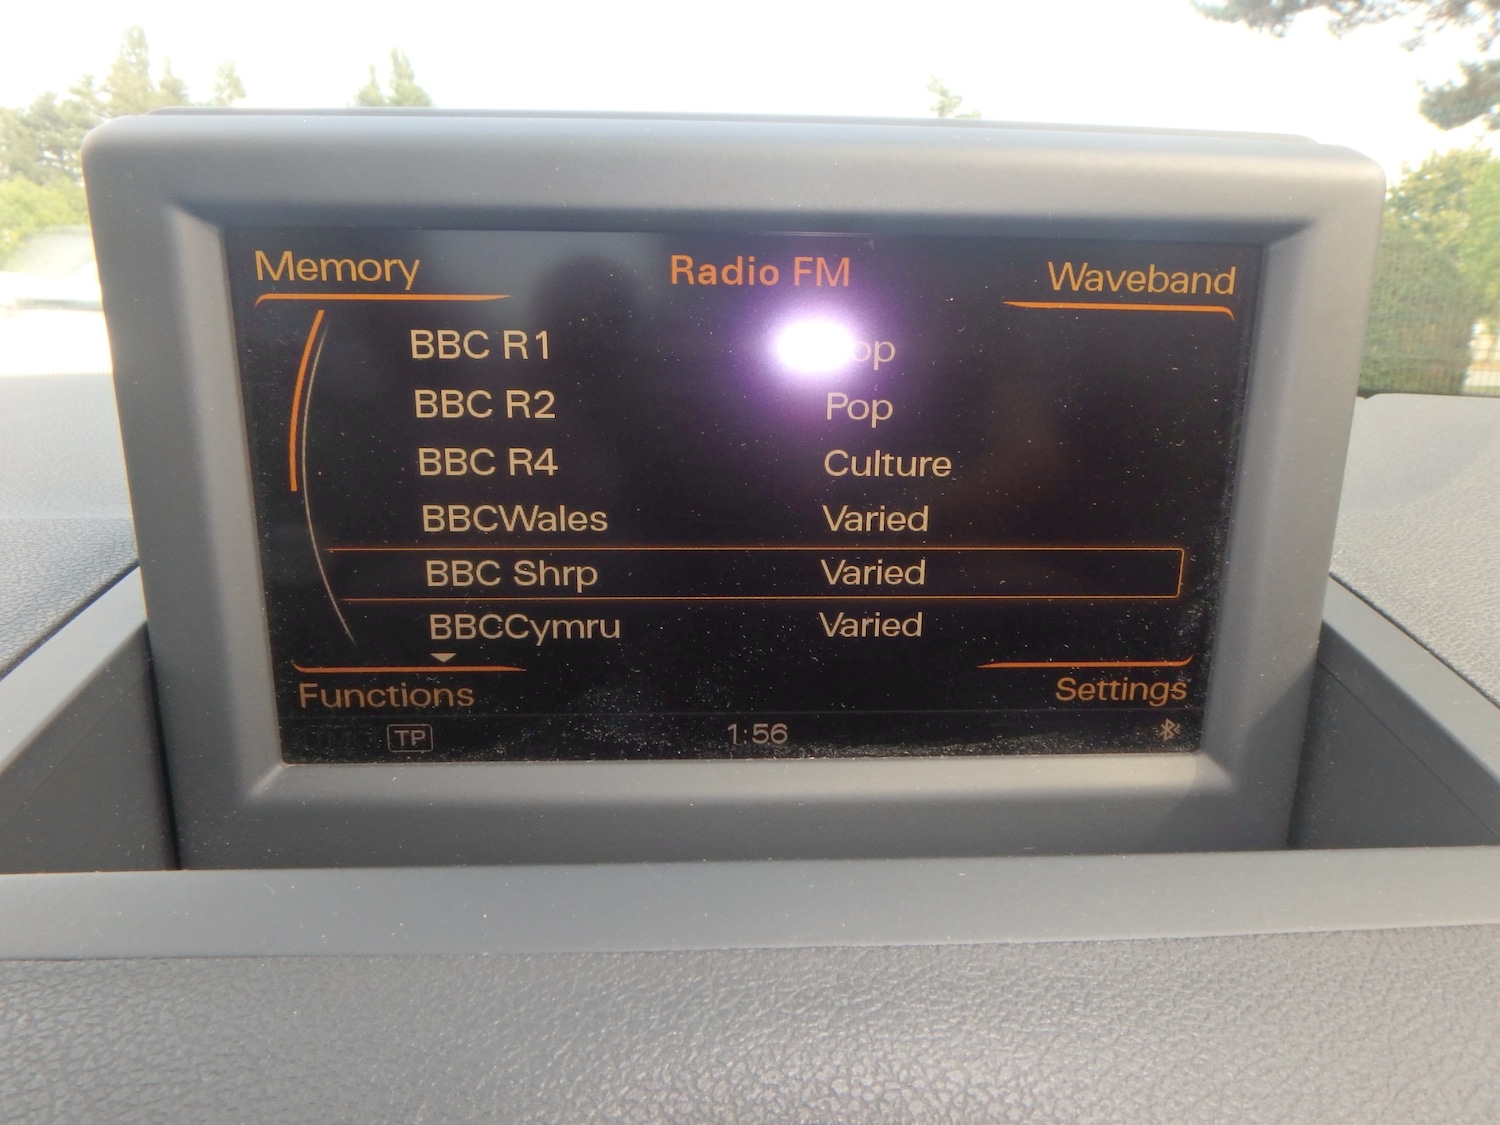 Memory Radio FM Waveband
BBC R1
BBC R2 Pop
BBC R4 Culture
BBCWales Varied
BBC Shrp Varied
BBCCymru Varied
Functions Settings
TP 1:56